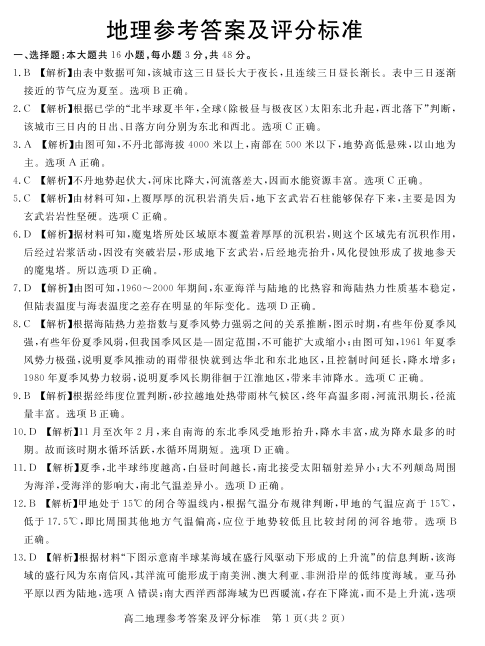 地理参考答案及评分标准
一、选择题:本大题共 16 小题,每小题 3 分,共 48 分。
1. B 【解析】由表中数据可知,该城市这三日昼长大于夜长,且连续三日昼长渐长。表中三日逐渐
接近的节气应为夏至。选项 B 正确。
2. C 【解析】根据已学的“北半球夏半年,全球(除极昼与极夜区)太阳东北升起,西北落下”判断,
该城市三日内的日出、日落方向分别为东北和西北。选项 C 正确。
3. A 【解析】由图可知,不丹北部海拔 4000 米以上,南部在 500 米以下,地势高低悬殊,以山地为
主。选项 A 正确。
4. C 【解析】不丹地势起伏大,河床比降大,河流落差大,因而水能资源丰富。选项 C 正确。
5. C 【解析】由材料可知,上覆厚厚的沉积岩消失后,地下玄武岩石柱能够保存下来,主要是因为
玄武岩岩性坚硬。选项 C 正确。
6. D 【解析】据材料可知,魔鬼塔所处区域原本覆盖着厚厚的沉积岩,则这个区域先有沉积作用,
后经过岩浆活动,因没有突破岩层,形成地下玄武岩,后经地壳抬升,风化侵蚀形成了拔地参天
的魔鬼塔。所以选项 D 正确。
7. D 【解析】由图可知,1960～2000 年期间,东亚海洋与陆地的比热容和海陆热力性质基本稳定,
但陆表温度与海表温度之差存在明显的年际变化。选项 D 正确。
8. C 【解析】根据海陆热力差指数与夏季风势力强弱之间的关系推断,图示时期,有些年份夏季风
强,有些年份夏季风弱,但我国季风区是一固定范围,不可能扩大或缩小;由图可知,1961 年夏季
风势力极强,说明夏季风推动的雨带很快就到达华北和东北地区,且控制时间延长,降水增多;
1980 年夏季风势力较弱,说明夏季风长期徘徊于江淮地区,带来丰沛降水。选项 C 正确。
9. B 【解析】根据经纬度位置判断,砂拉越地处热带雨林气候区,终年高温多雨,河流汛期长,径流
量丰富。选项 B 正确。
10. D 【解析】11 月至次年 2 月,来自南海的东北季风受地形抬升,降水丰富,成为降水最多的时
期。故而该时期水循环活跃,水循环周期短。选项 D 正确。
11. D 【解析】夏季,北半球纬度越高,白昼时间越长,南北接受太阳辐射差异小;大不列颠岛周围
为海洋,受海洋的影响大,南北气温差异小。选项 D 正确。
12. B 【解析】甲地处于 15℃的闭合等温线内,根据气温分布规律判断,甲地的气温应高于 15℃,
低于 17.5℃,即比周围其他地方气温偏高,应位于地势较低且比较封闭的河谷地带。选项 B
正确。
13. D 【解析】根据材料“下图示意南半球某海域在盛行风驱动下形成的上升流”的信息判断,该海
域的盛行风为东南信风,其洋流可能形成于南美洲、澳大利亚、非洲沿岸的低纬度海域。亚马孙
平原以西为陆地,选项 A 错误;南大西洋西部海域为巴西暖流,存在下降流,而不是上升流,选项
高二地理参考答案及评分标准 第 1 页(共 2 页)